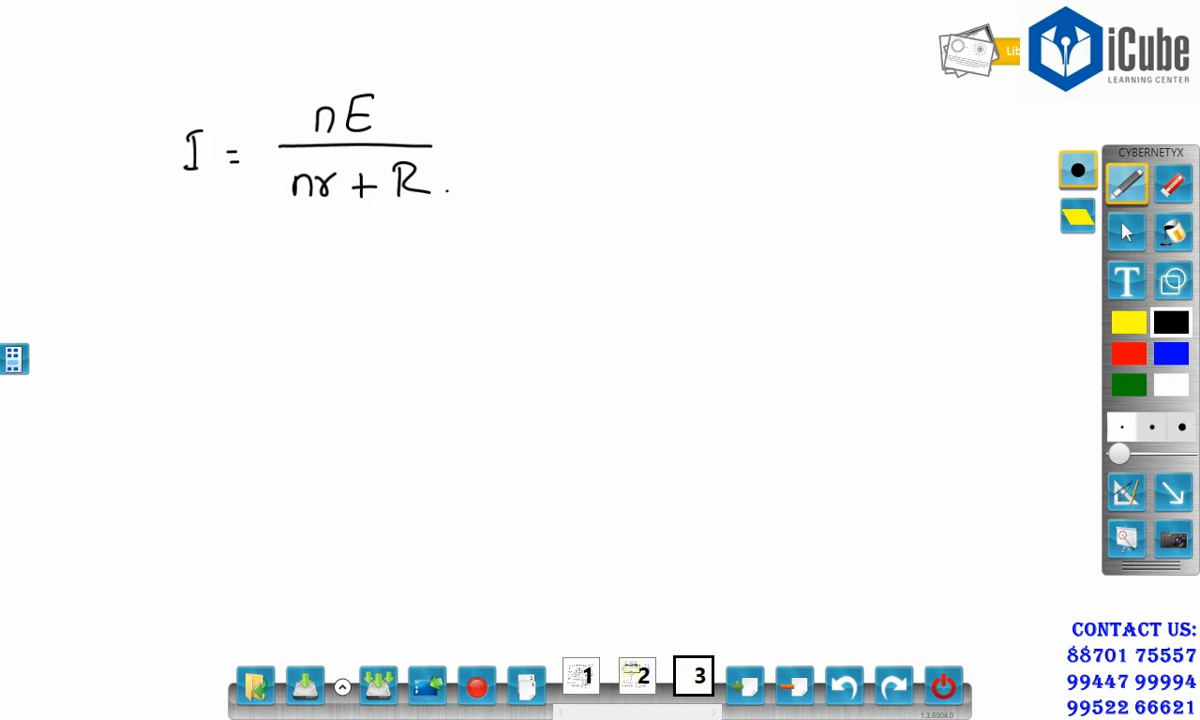 Lib
iCube
LEARNING CENTER
I = nE / nr + R.
CYBERNETYX
T
1
2
3
1.3.6004.0
CONTACT US:
88701 75557
99447 99994
99522 66621